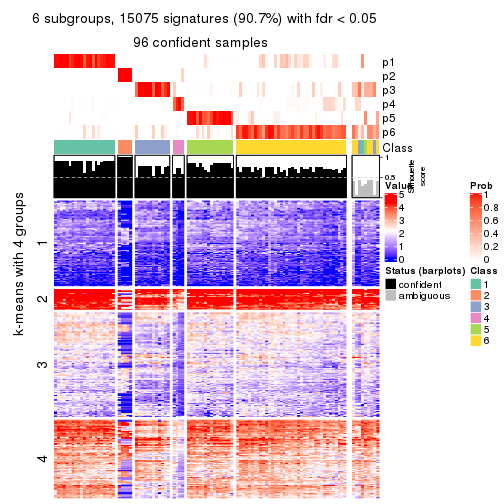 6 subgroups, 15075 signatures (90.7%) with fdr < 0.05
96 confident samples
p1
p2
p3
p4
p5
p6
Class
1
0.5
Silhouette
score
k-means with 4 groups
1
2
3
4
Value
5
4
3
2
1
0
Prob
1
0.8
0.6
0.4
0.2
0
Status (barplots)
confident
ambiguous
Class
1
2
3
4
5
6